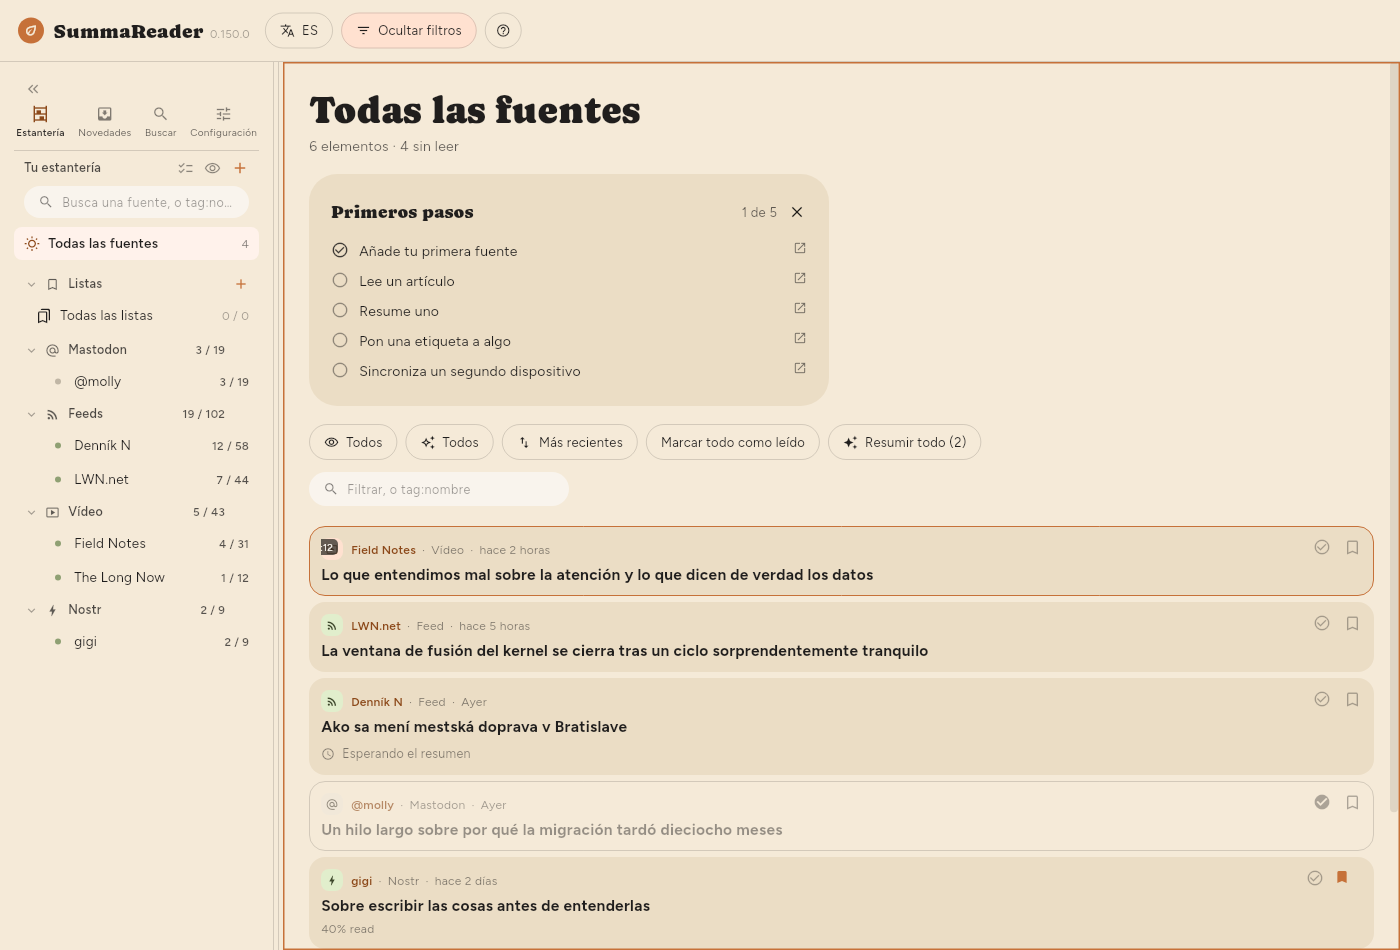 SummaReader 0.150.0
ES
Ocultar filtros
Estantería
Novedades
Buscar
Configuración
Tu estantería
Busca una fuente, o tag:no...
Todas las fuentes 4
Listas
Todas las listas 0 / 0
Mastodon 3 / 19
@molly 3 / 19
Feeds 19 / 102
Denník N 12 / 58
LWN.net 7 / 44
Vídeo 5 / 43
Field Notes 4 / 31
The Long Now 1 / 12
Nostr 2 / 9
gigi 2 / 9
Todas las fuentes
6 elementos · 4 sin leer
Primeros pasos 1 de 5
Añade tu primera fuente
Lee un artículo
Resume uno
Pon una etiqueta a algo
Sincroniza un segundo dispositivo
Todos
Todos
Más recientes
Marcar todo como leído
Resumir todo (2)
Filtrar, o tag:nombre
:12 Field Notes · Vídeo · hace 2 horas
Lo que entendimos mal sobre la atención y lo que dicen de verdad los datos
LWN.net · Feed · hace 5 horas
La ventana de fusión del kernel se cierra tras un ciclo sorprendentemente tranquilo
Denník N · Feed · Ayer
Ako sa mení mestská doprava v Bratislave
Esperando el resumen
@molly · Mastodon · Ayer
Un hilo largo sobre por qué la migración tardó dieciocho meses
gigi · Nostr · hace 2 días
Sobre escribir las cosas antes de entenderlas
40% read